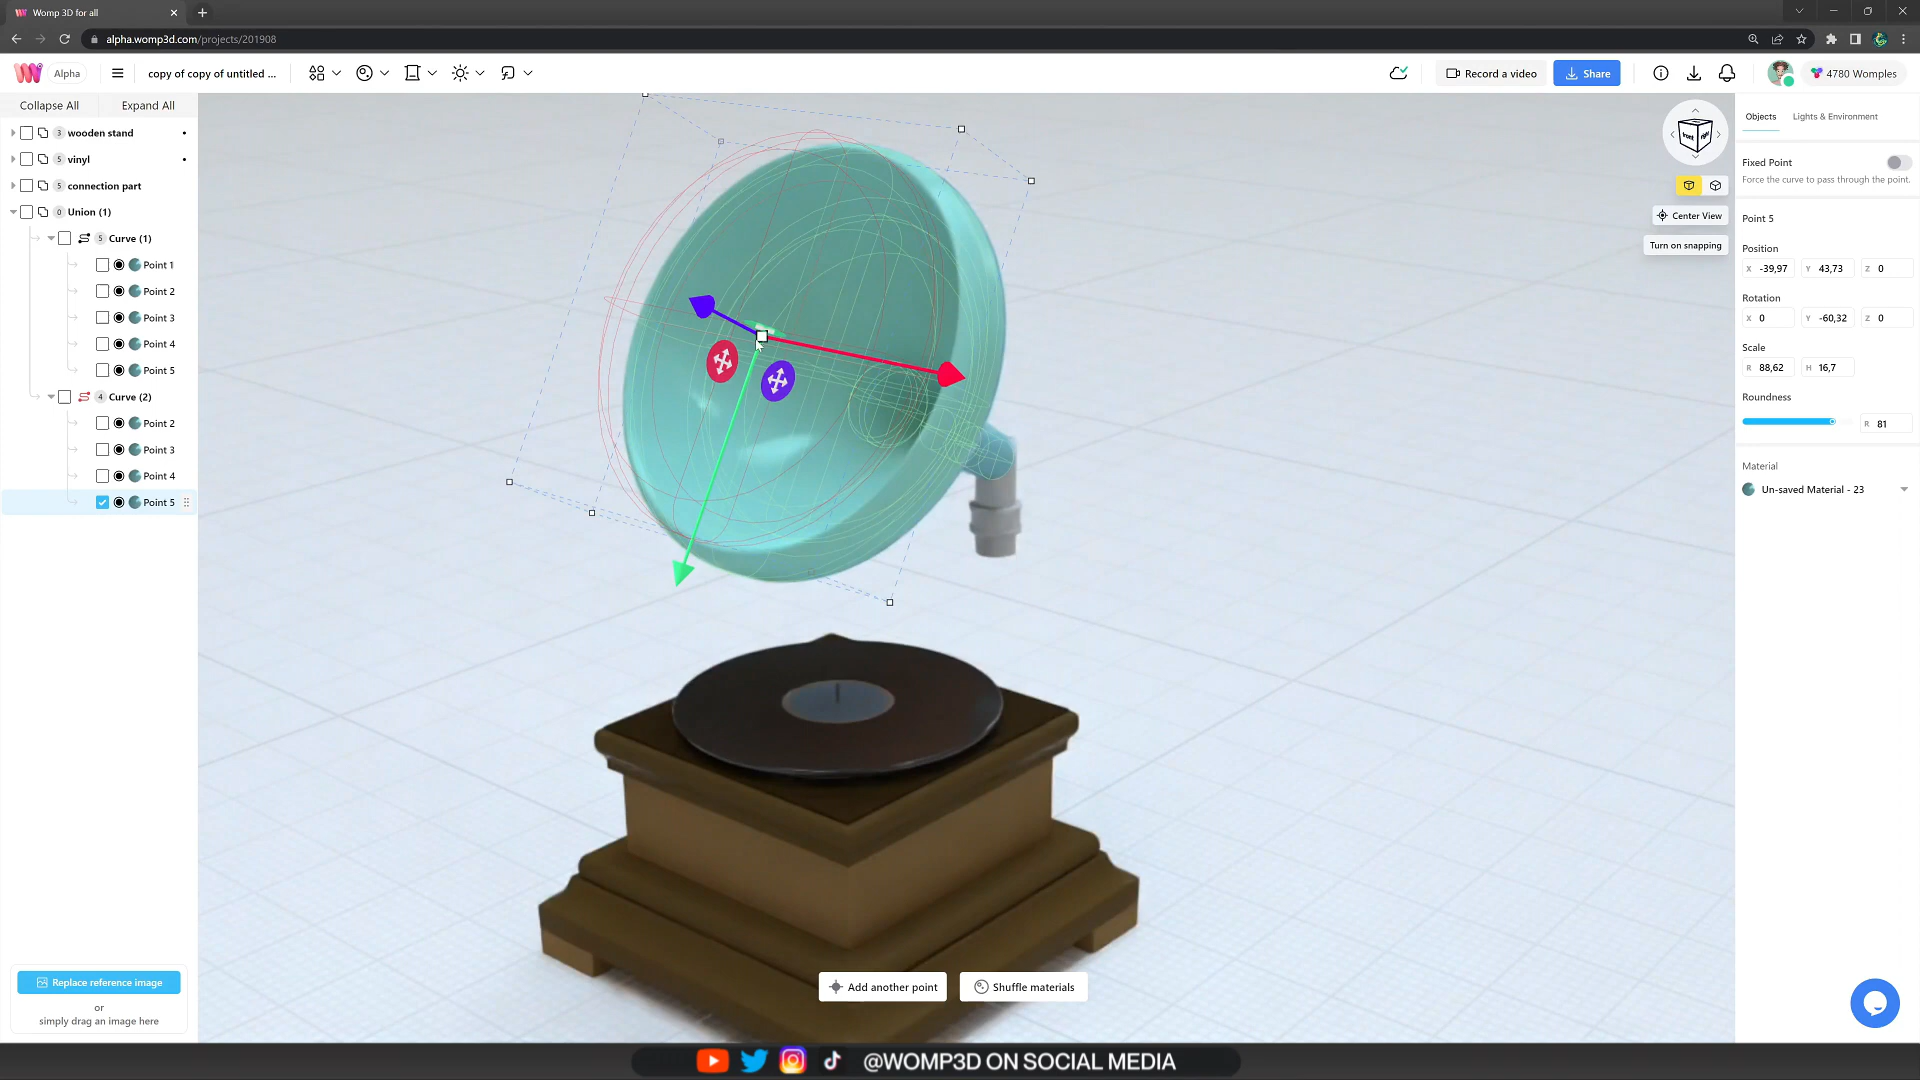 Womp 3D for all
alpha.womp3d.com/projects/201908
Alpha
copy of copy of untitled ...
Record a video
Share
4780 Womples
Collapse All
Expand All
3 wooden stand
5 vinyl
5 connection part
0 Union (1)
5 Curve (1)
Point 1
Point 2
Point 3
Point 4
Point 5
4 Curve (2)
Point 2
Point 3
Point 4
Point 5
Replace reference image
or
simply drag an image here
front
right
Center View
Turn on snapping
Add another point
Shuffle materials
Objects
Lights & Environment
Fixed Point
Force the curve to pass through the point.
Point 5
Position
X -39,97 Y 43,73 Z 0
Rotation
X 0 Y -60,32 Z 0
Scale
R 88,62 H 16,7
Roundness
R 81
Material
Un-saved Material - 23
@WOMP3D ON SOCIAL MEDIA